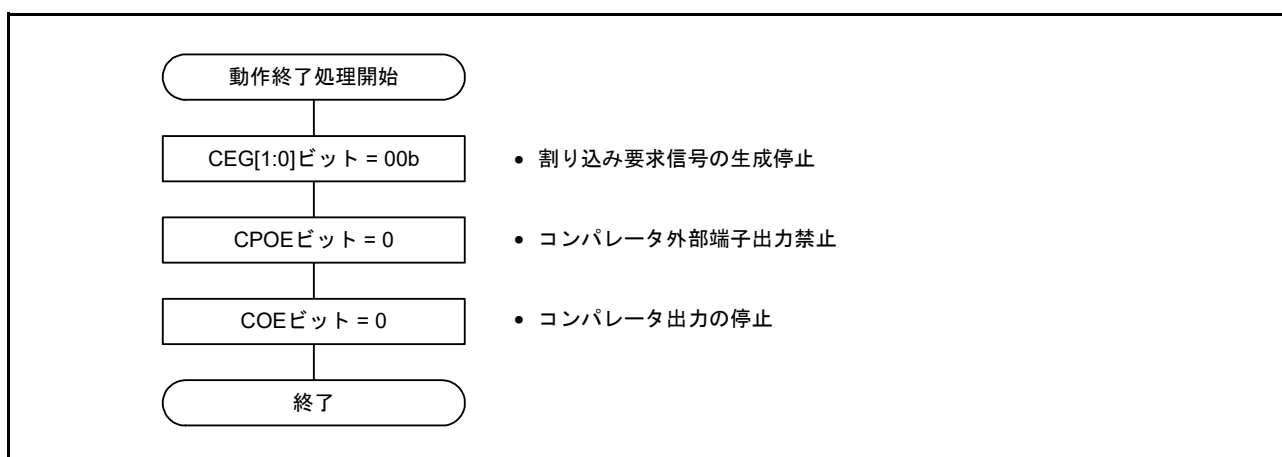 動作終了処理開始
CEG[1:0]ビット = 00b
• 割り込み要求信号の生成停止
CPOEビット = 0
• コンパレータ外部端子出力禁止
COEビット = 0
• コンパレータ出力の停止
終了